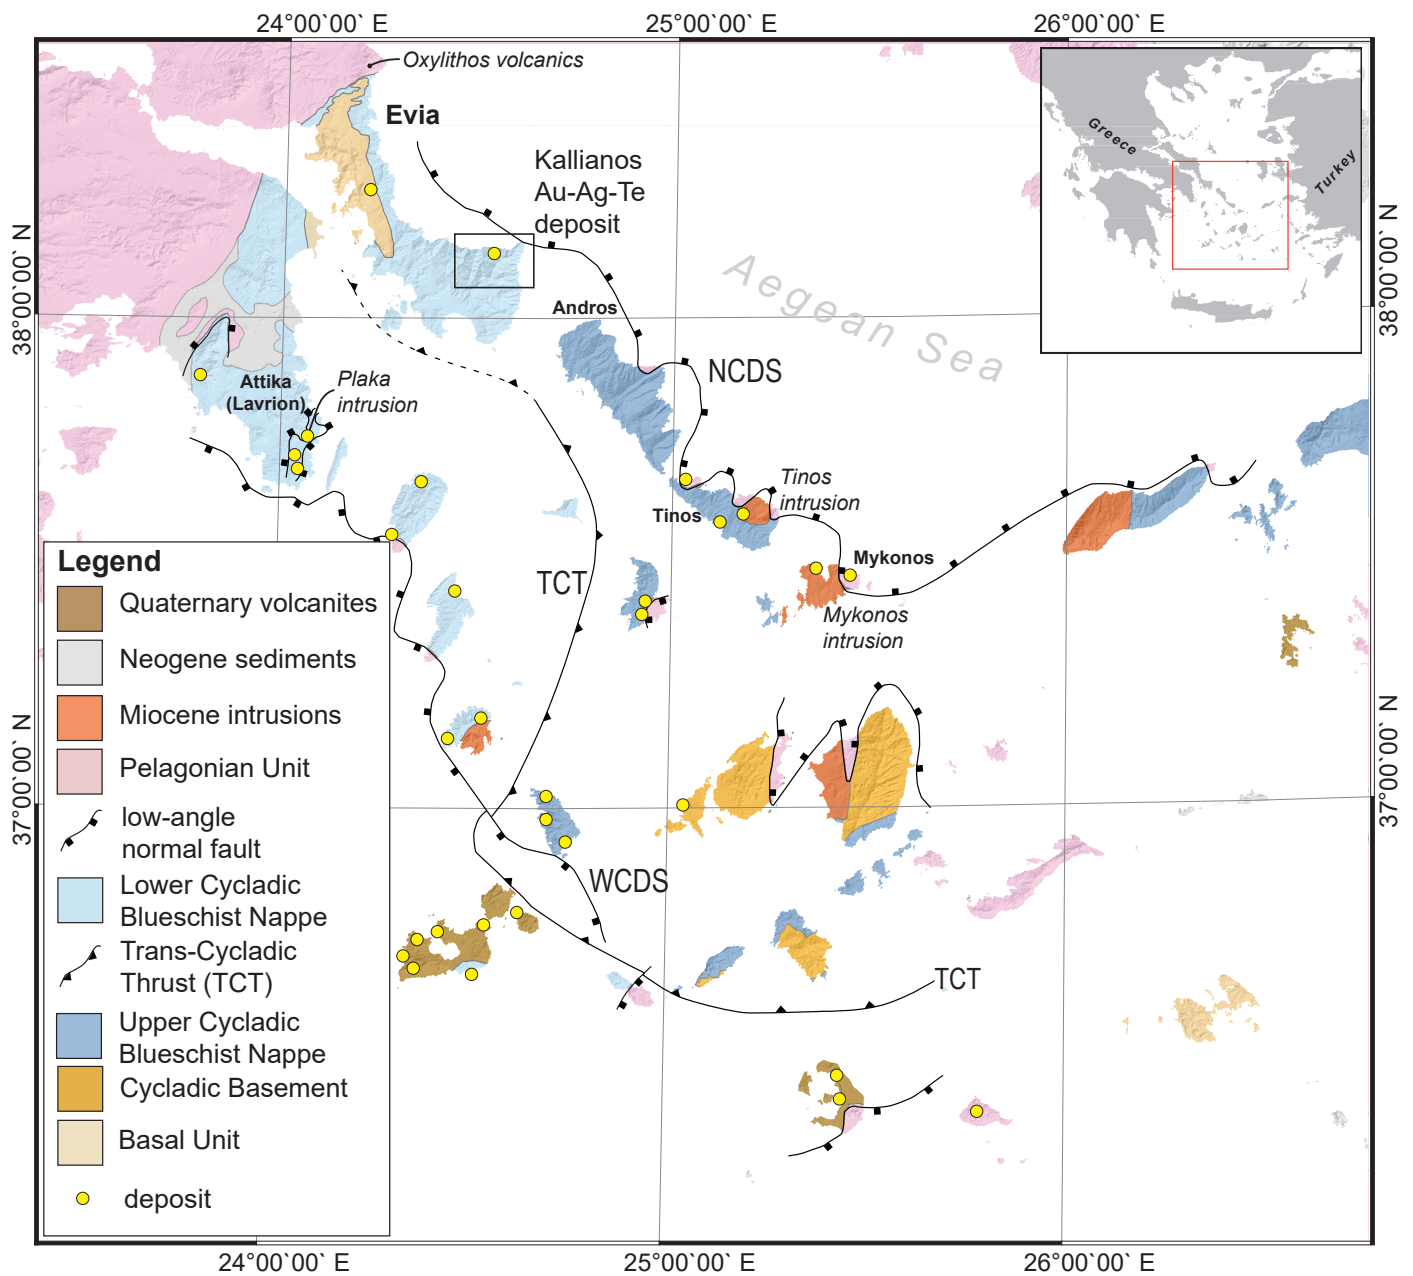 24°00`00` E
25°00`00` E
26°00`00` E
Oxylithos volcanics
Evia
Kallianos
Au-Ag-Te
deposit
Greece
Turkey
38°00`00` N
38°00`00` N
Aegean Sea
Andros
NCDS
Attika
(Lavrion)
Plaka
intrusion
Tinos
intrusion
Tinos
Mykonos
Mykonos
intrusion
TCT
WCDS
TCT
37°00`00` N
37°00`00` N
Legend
Quaternary volcanites
Neogene sediments
Miocene intrusions
Pelagonian Unit
low-angle
normal fault
Lower Cycladic
Blueschist Nappe
Trans-Cycladic
Thrust (TCT)
Upper Cycladic
Blueschist Nappe
Cycladic Basement
Basal Unit
deposit
24°00`00` E
25°00`00` E
26°00`00` E